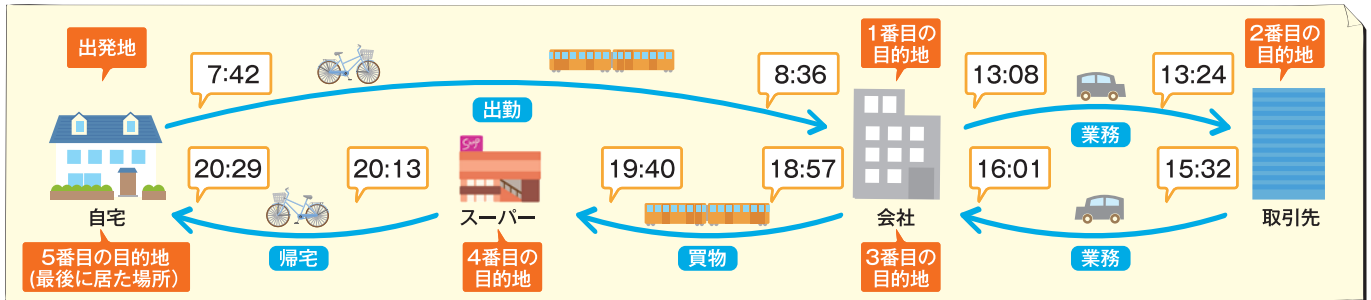 出発地
7:42
出勤
8:36
1番目の
目的地
13:08
業務
13:24
2番目の
目的地
自宅
20:29
帰宅
20:13
スーパー
19:40
買物
18:57
会社
16:01
業務
15:32
取引先
5番目の目的地
(最後に居た場所)
4番目の
目的地
3番目の
目的地